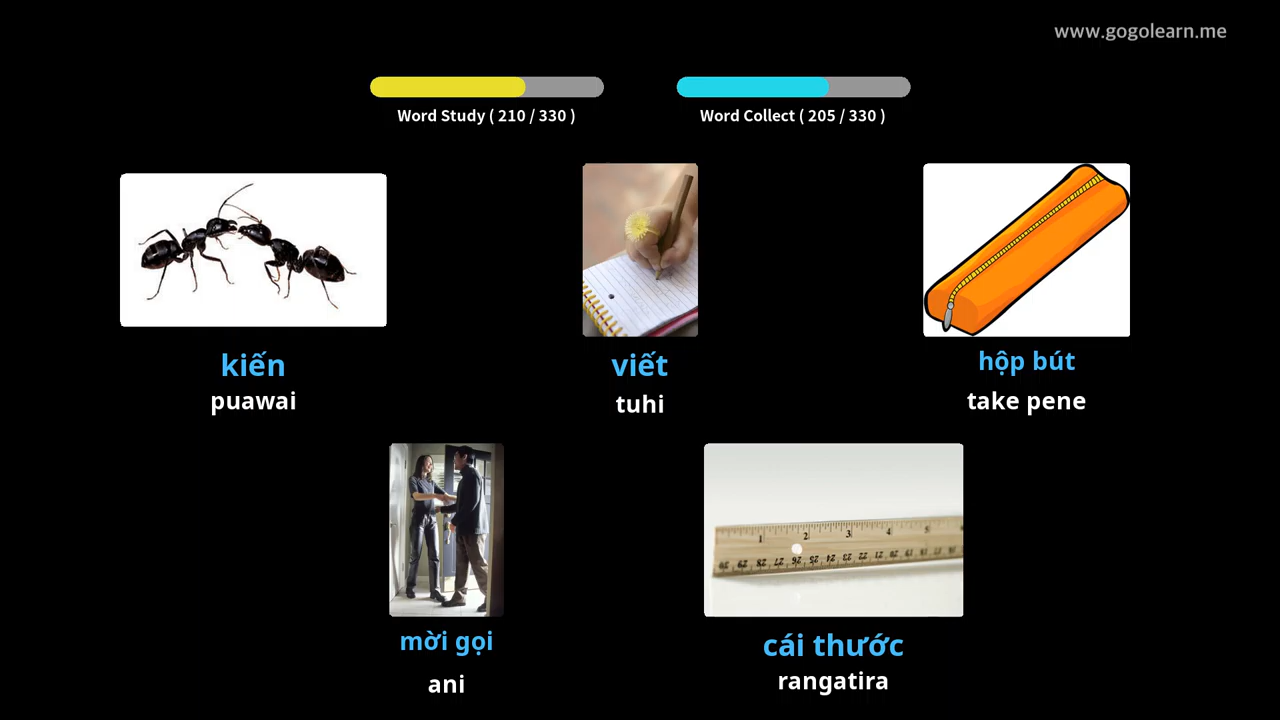 www.gogolearn.me
Word Study ( 210 / 330 )
Word Collect ( 205 / 330 )
kiến
puawai
viết
tuhi
hộp bút
take pene
mời gọi
ani
cái thước
rangatira